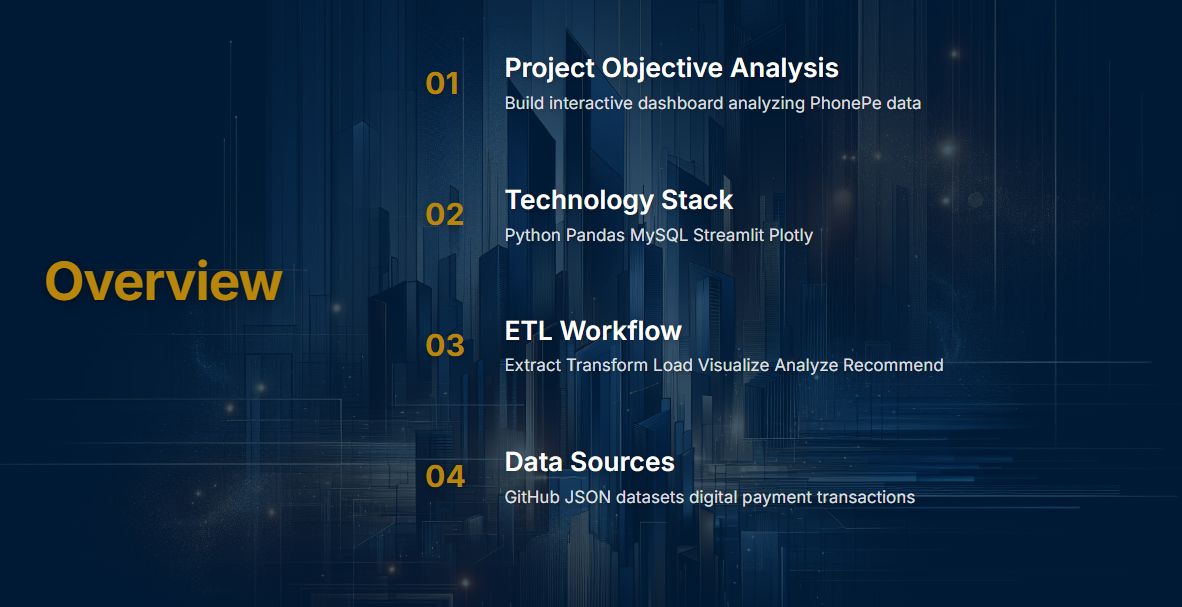 Overview
01
Project Objective Analysis
Build interactive dashboard analyzing PhonePe data
02
Technology Stack
Python Pandas MySQL Streamlit Plotly
03
ETL Workflow
Extract Transform Load Visualize Analyze Recommend
04
Data Sources
GitHub JSON datasets digital payment transactions